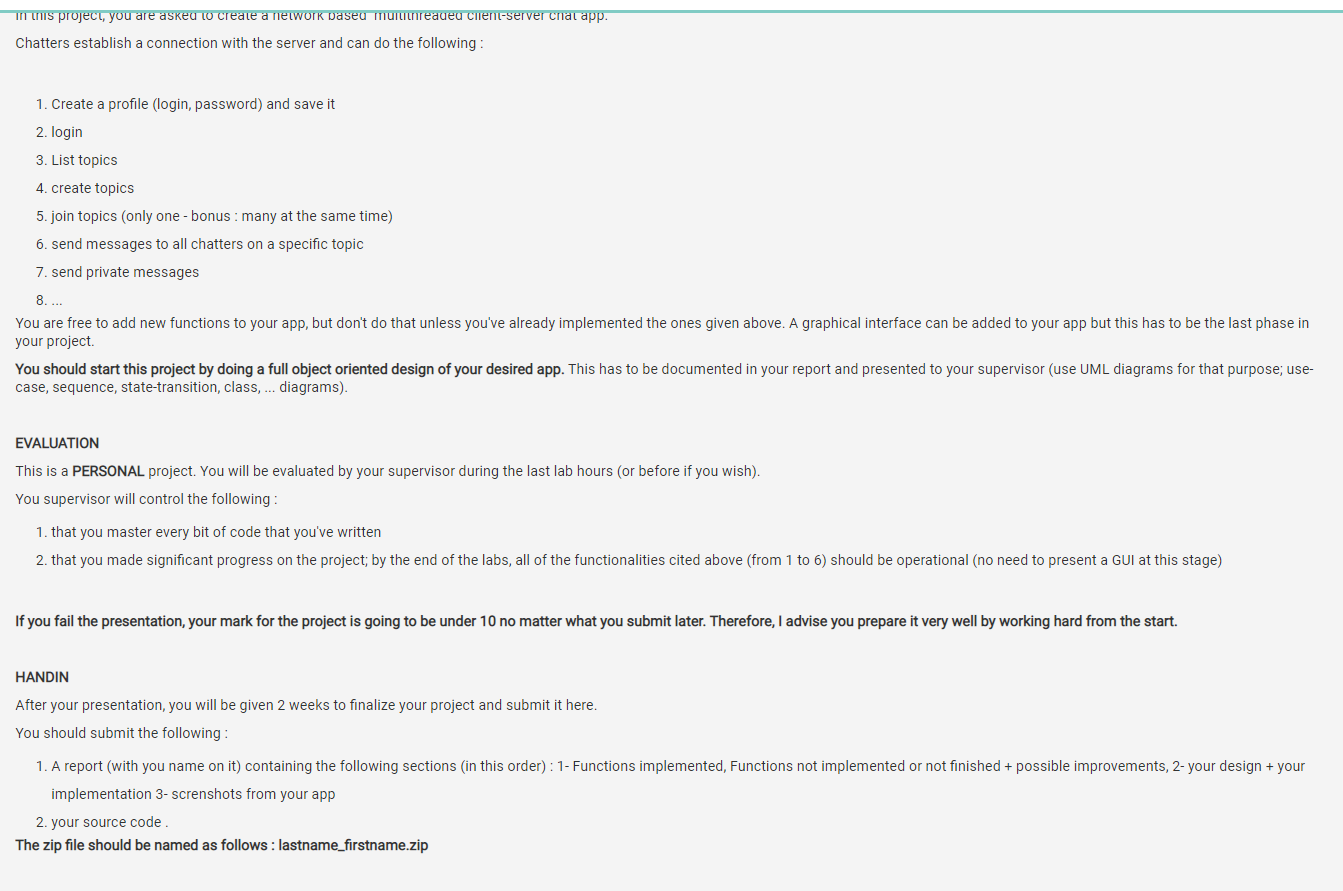 In this project, you are asked to create a network based multithreaded client-server chat app.
Chatters establish a connection with the server and can do the following :
1. Create a profile (login, password) and save it
2. login
3. List topics
4. create topics
5. join topics (only one - bonus : many at the same time)
6. send messages to all chatters on a specific topic
7. send private messages
8. ...
You are free to add new functions to your app, but don't do that unless you've already implemented the ones given above. A graphical interface can be added to your app but this has to be the last phase in
your project.
You should start this project by doing a full object oriented design of your desired app. This has to be documented in your report and presented to your supervisor (use UML diagrams for that purpose; use-
case, sequence, state-transition, class, ... diagrams).
EVALUATION
This is a PERSONAL project. You will be evaluated by your supervisor during the last lab hours (or before if you wish).
You supervisor will control the following :
1. that you master every bit of code that you've written
2. that you made significant progress on the project; by the end of the labs, all of the functionalities cited above (from 1 to 6) should be operational (no need to present a GUI at this stage)
If you fail the presentation, your mark for the project is going to be under 10 no matter what you submit later. Therefore, I advise you prepare it very well by working hard from the start.
HANDIN
After your presentation, you will be given 2 weeks to finalize your project and submit it here.
You should submit the following :
1. A report (with you name on it) containing the following sections (in this order) : 1- Functions implemented, Functions not implemented or not finished + possible improvements, 2- your design + your
implementation 3- screnshots from your app
2. your source code .
The zip file should be named as follows : lastname_firstname.zip